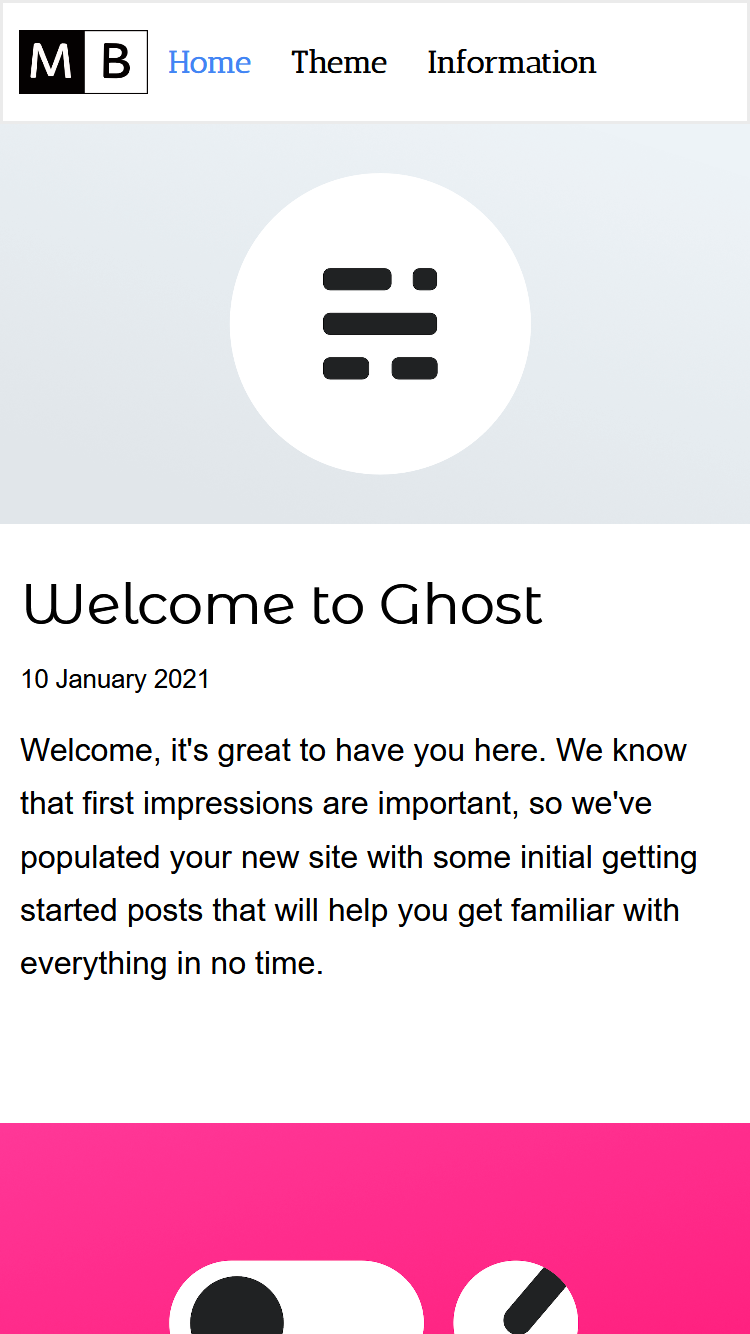 MB Home Theme Information
Welcome to Ghost
10 January 2021
Welcome, it's great to have you here. We know
that first impressions are important, so we've
populated your new site with some initial getting
started posts that will help you get familiar with
everything in no time.